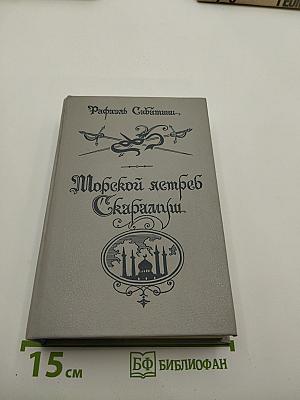 Рафаэль Сабатини
Морской ястреб
Скарамуш
15 см
БФ БИБЛИОФАН